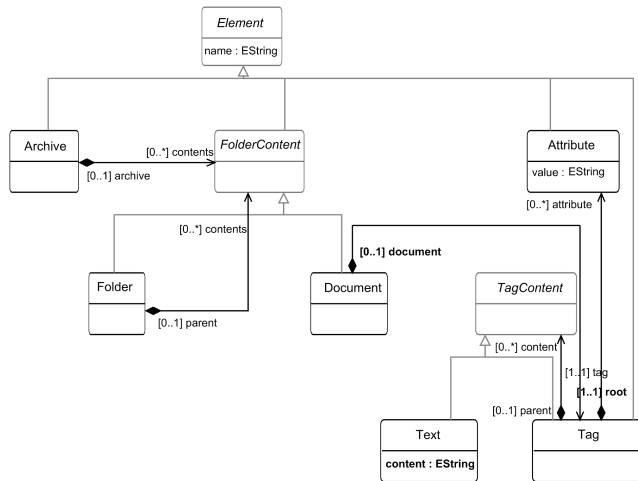 Element
name : EString
Archive
FolderContent
Attribute
[0..*] contents
value : EString
[0..1] archive
[0..*] attribute
[0..*] contents
[0..1] document
Folder
Document
TagContent
[0..1] parent
[0..*] content
[1..1] tag
[1..1] root
[0..1] parent
Text
Tag
content : EString